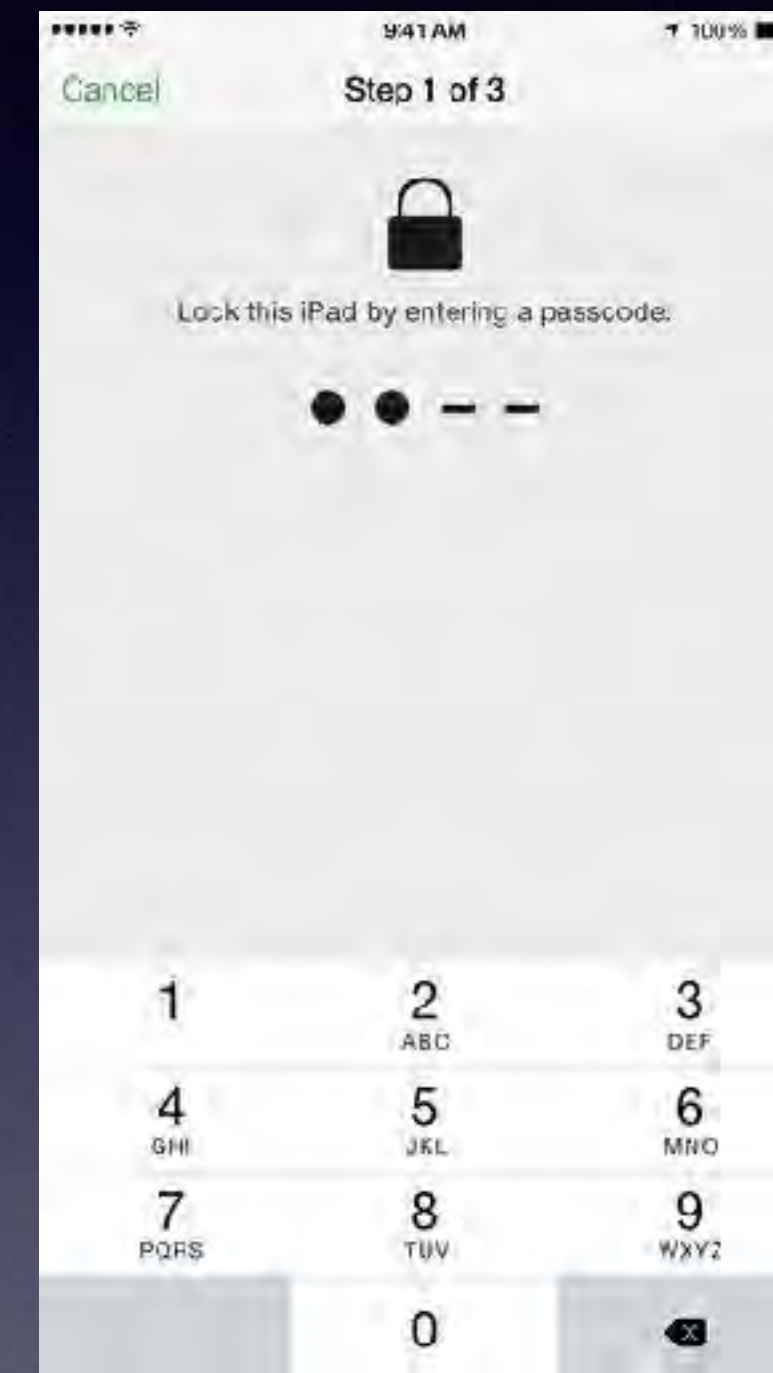 9:41 AM 100%
Cancel Step 1 of 3
Lock this iPad by entering a passcode.
1 2 3
ABC DEF
4 5 6
GHI JKL MNO
7 8 9
PQRS TUV WXYZ
0